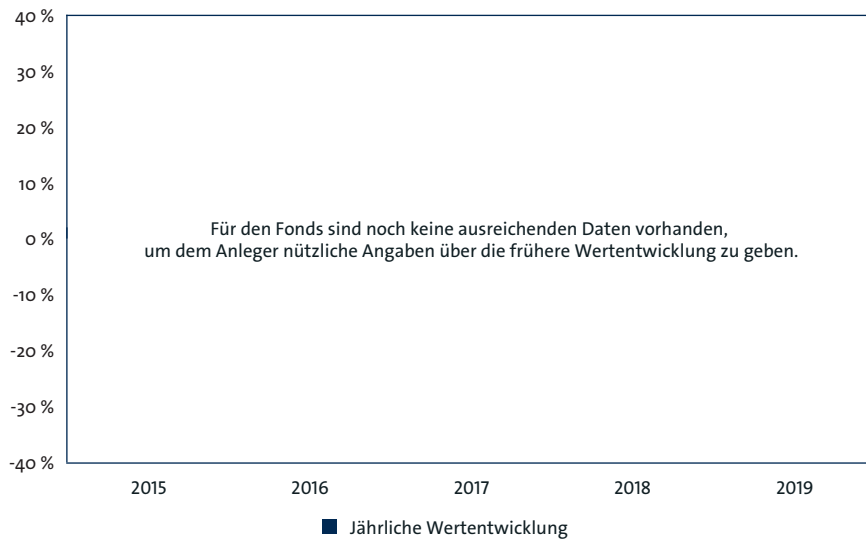 40 %
30 %
20 %
10 %
0 %
-10 %
-20 %
-30 %
-40 %
Für den Fonds sind noch keine ausreichenden Daten vorhanden,
um dem Anleger nützliche Angaben über die frühere Wertentwicklung zu geben.
2015 2016 2017 2018 2019
Jährliche Wertentwicklung